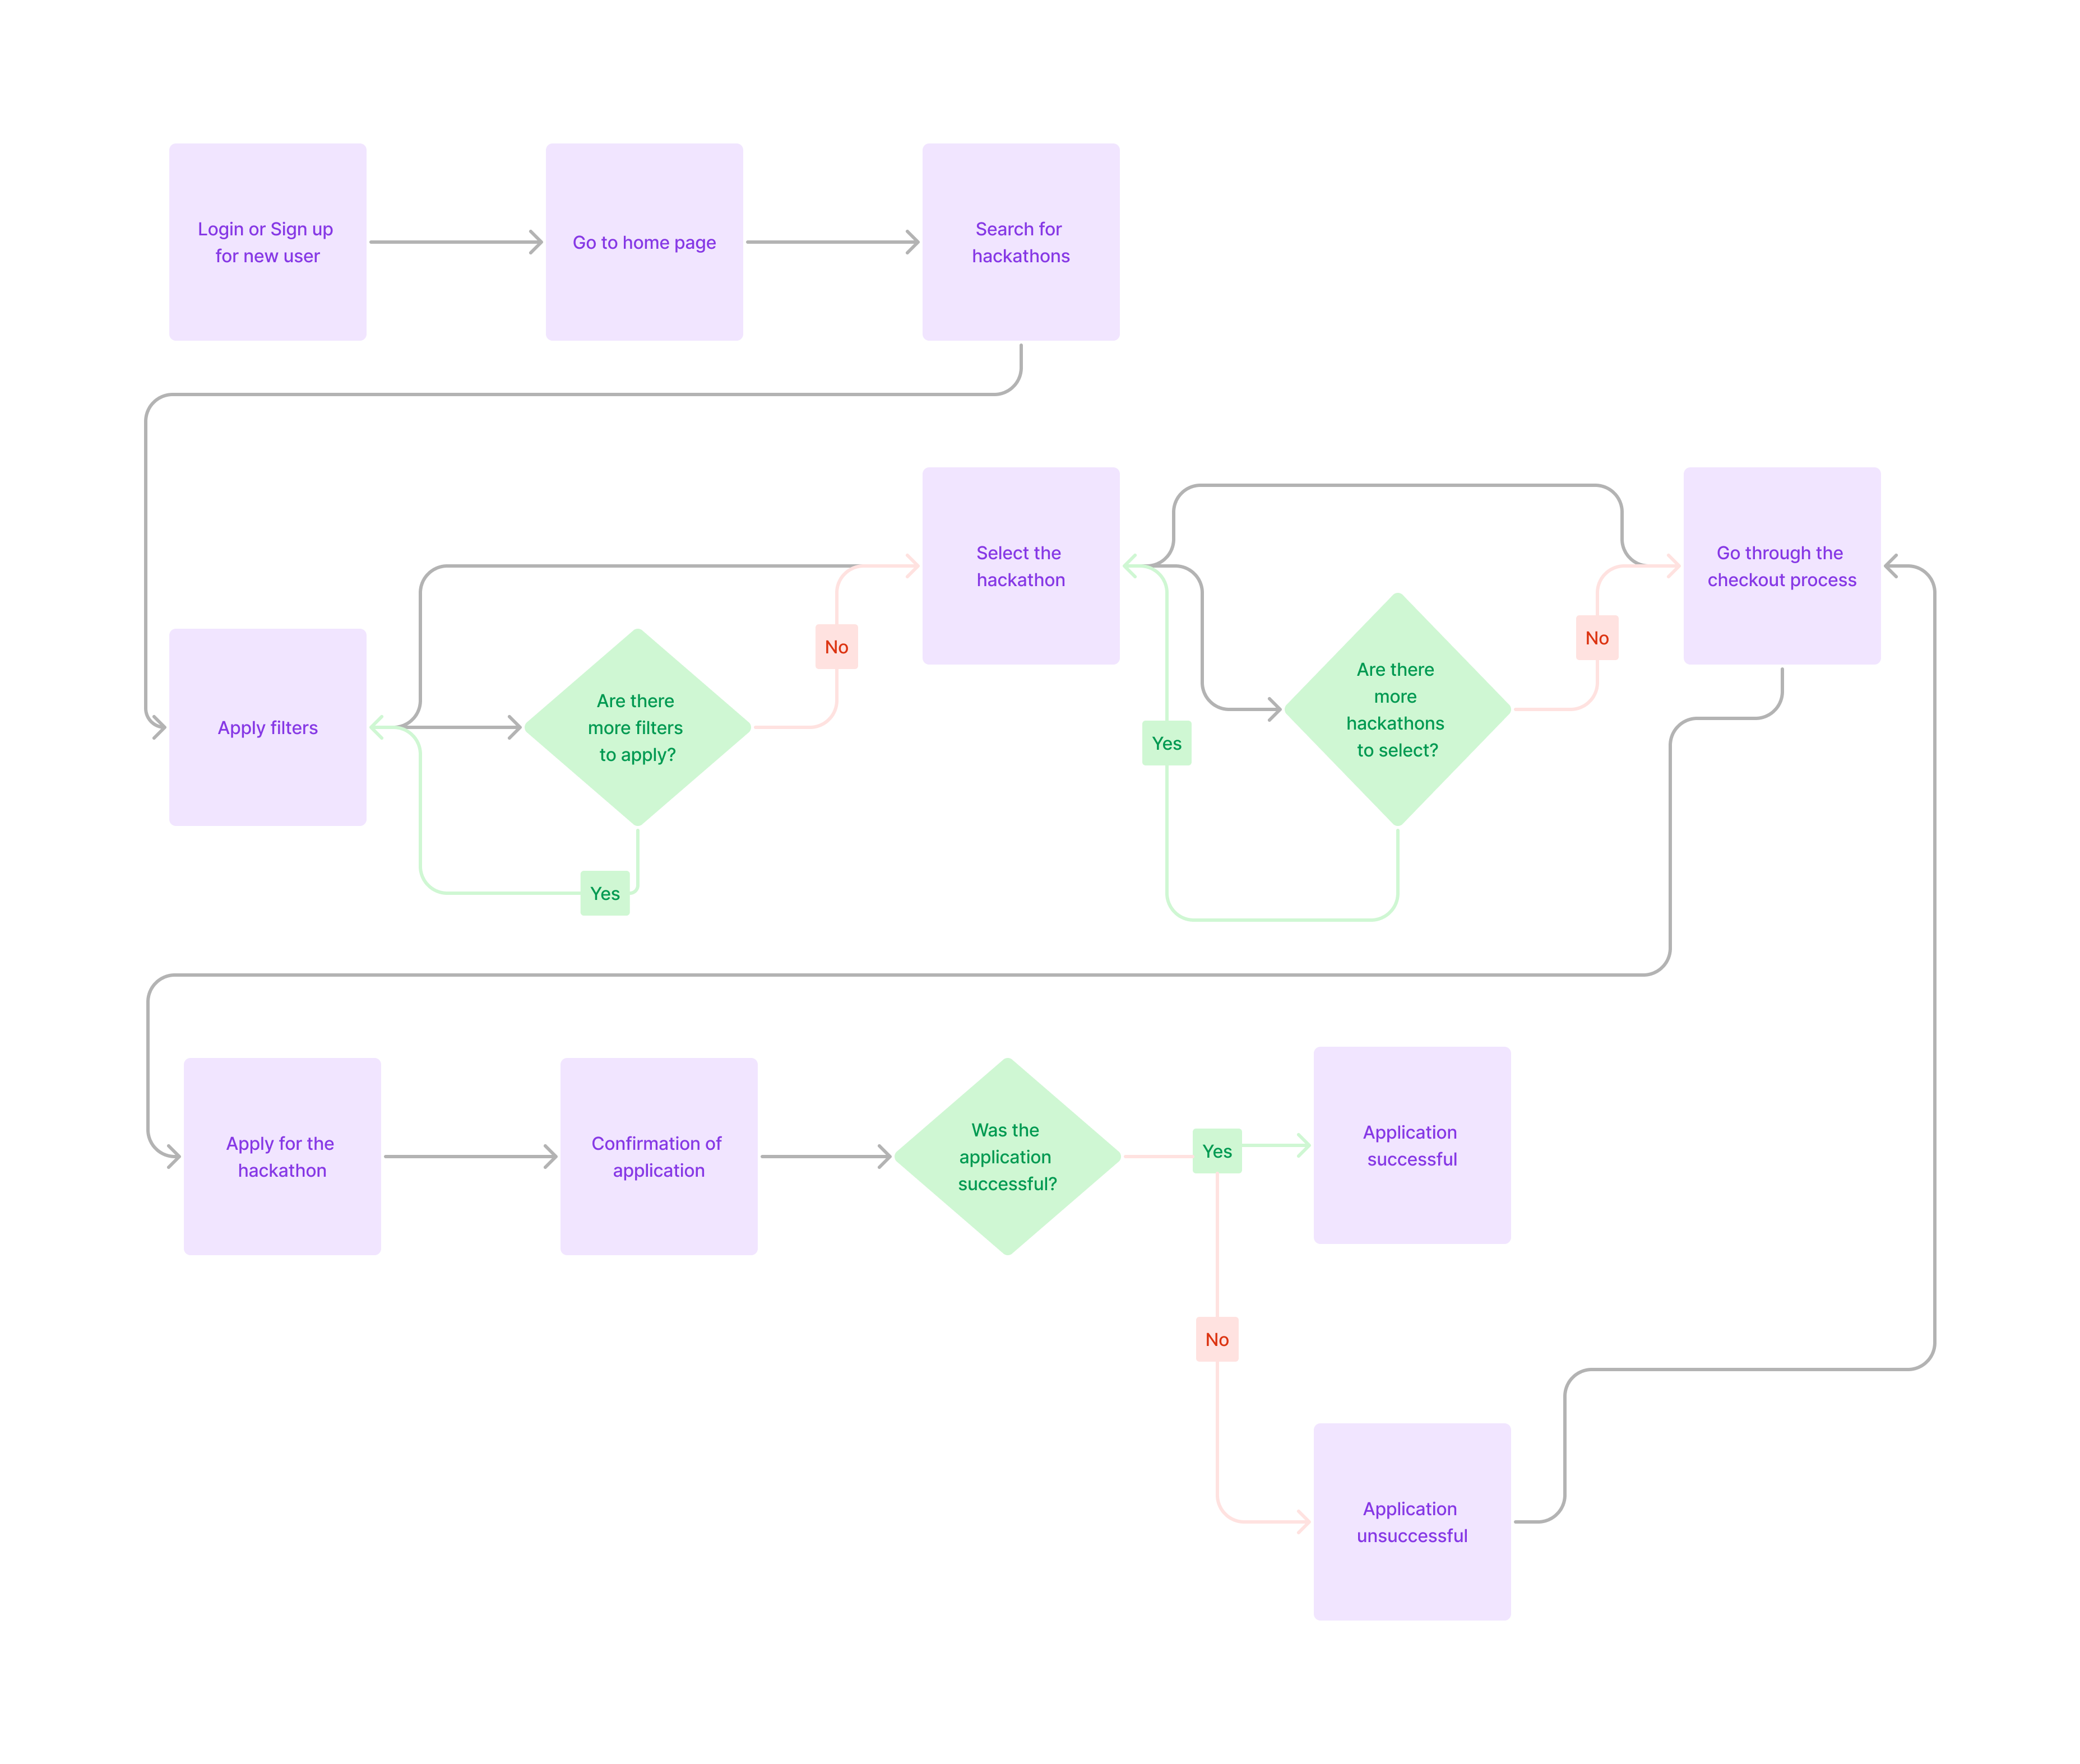 Login or Sign up
for new user
Go to home page
Search for
hackathons
Select the
hackathon
Go through the
checkout process
No
No
Apply filters
Are there
more filters
to apply?
Are there
more
hackathons
to select?
Yes
Yes
Apply for the
hackathon
Confirmation of
application
Was the
application
successful?
Yes
Application
successful
No
Application
unsuccessful